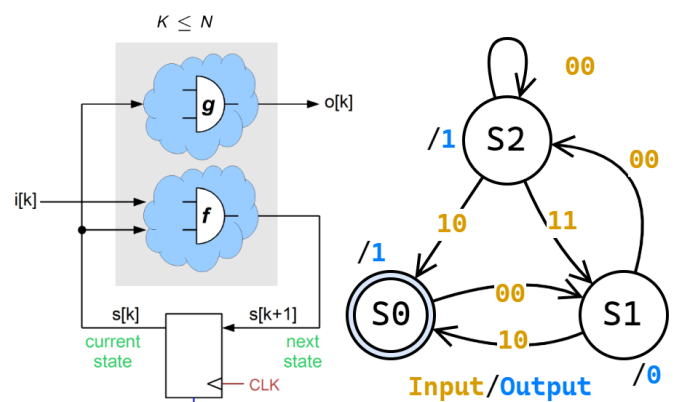 K ≤ N
g
o[k]
i[k]
f
s[k]
s[k+1]
current
state
next
state
CLK
00
/1
S2
00
10
11
/1
S0
00
S1
10
/0
Input/Output